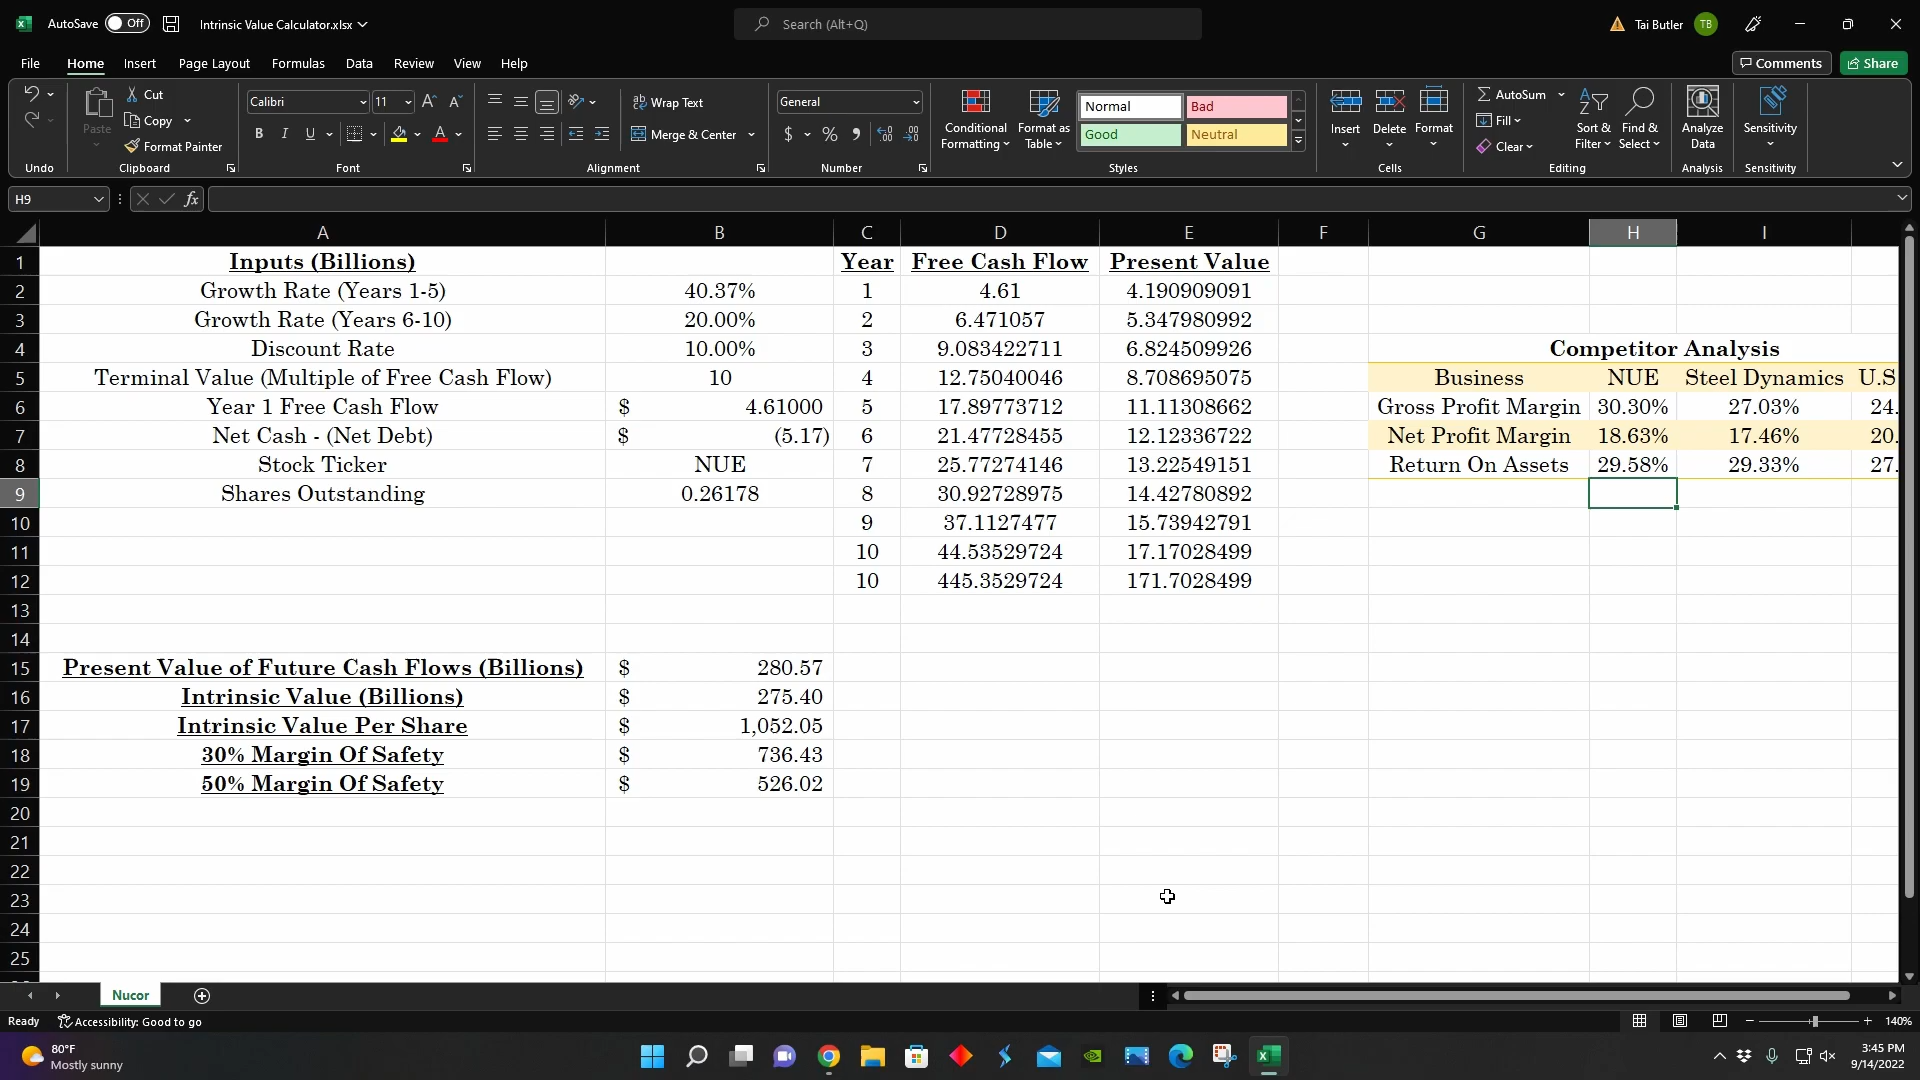 AutoSave Off Intrinsic Value Calculator.xlsx Search (Alt+Q) Tai Butler TB
File Home Insert Page Layout Formulas Data Review View Help Comments Share
Paste Cut Copy Format Painter
Calibri 11 B I U
Wrap Text Merge & Center
General $ % 9
Conditional Formatting Format as Table Normal Bad Good Neutral
Insert Delete Format
AutoSum Fill Clear Sort & Filter Find & Select
Analyze Data Sensitivity
Undo Clipboard Font Alignment Number Styles Cells Editing Analysis Sensitivity
H9 fx
A B C D E F G H I
1 Inputs (Billions) Year Free Cash Flow Present Value
2 Growth Rate (Years 1-5) 40.37% 1 4.61 4.190909091
3 Growth Rate (Years 6-10) 20.00% 2 6.471057 5.347980992
4 Discount Rate 10.00% 3 9.083422711 6.824509926 Competitor Analysis
5 Terminal Value (Multiple of Free Cash Flow) 10 4 12.75040046 8.708695075 Business NUE Steel Dynamics U.S
6 Year 1 Free Cash Flow $ 4.61000 5 17.89773712 11.11308662 Gross Profit Margin 30.30% 27.03% 24.
7 Net Cash - (Net Debt) $ (5.17) 6 21.47728455 12.12336722 Net Profit Margin 18.63% 17.46% 20.
8 Stock Ticker NUE 7 25.77274146 13.22549151 Return On Assets 29.58% 29.33% 27.
9 Shares Outstanding 0.26178 8 30.92728975 14.42780892
10 9 37.1127477 15.73942791
11 10 44.53529724 17.17028499
12 10 445.3529724 171.7028499
13
14
15 Present Value of Future Cash Flows (Billions) $ 280.57
16 Intrinsic Value (Billions) $ 275.40
17 Intrinsic Value Per Share $ 1,052.05
18 30% Margin Of Safety $ 736.43
19 50% Margin Of Safety $ 526.02
20
21
22
23
24
25
Nucor
Ready Accessibility: Good to go 140%
80°F
Mostly sunny
3:45 PM
9/14/2022